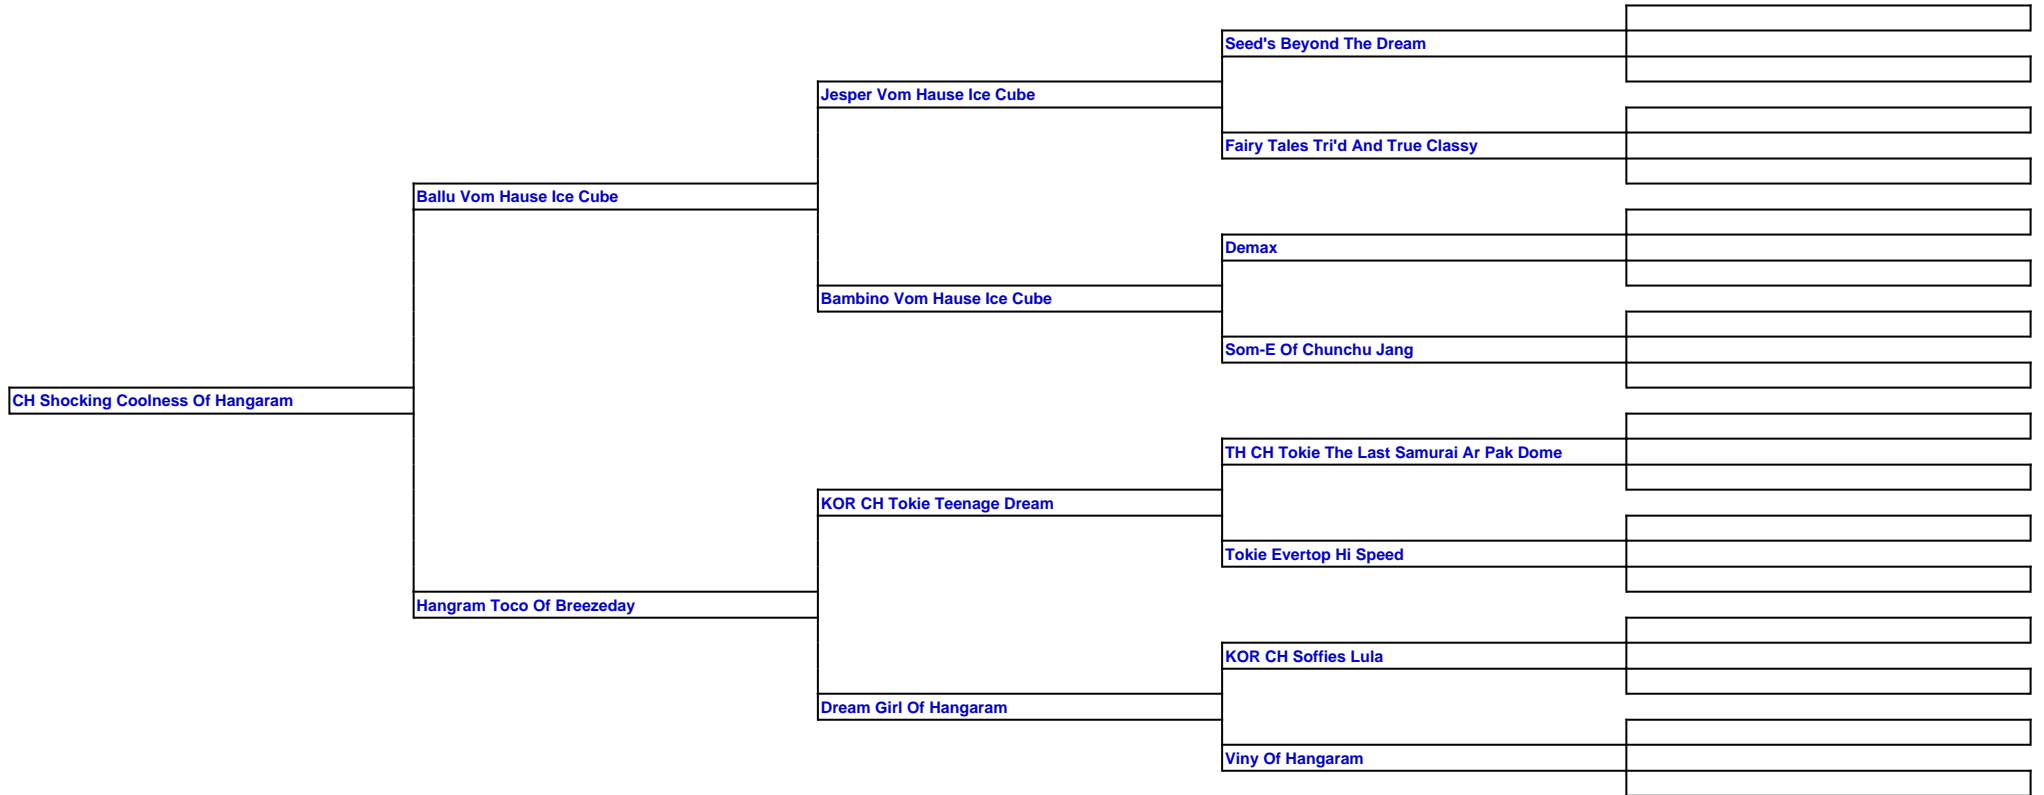 Seed's Beyond The Dream
Jesper Vom Hause Ice Cube
Fairy Tales Tri'd And True Classy
Ballu Vom Hause Ice Cube
Demax
Bambino Vom Hause Ice Cube
Som-E Of Chunchu Jang
CH Shocking Coolness Of Hangaram
TH CH Tokie The Last Samurai Ar Pak Dome
KOR CH Tokie Teenage Dream
Tokie Evertop Hi Speed
Hangram Toco Of Breezeday
KOR CH Soffies Lula
Dream Girl Of Hangaram
Viny Of Hangaram